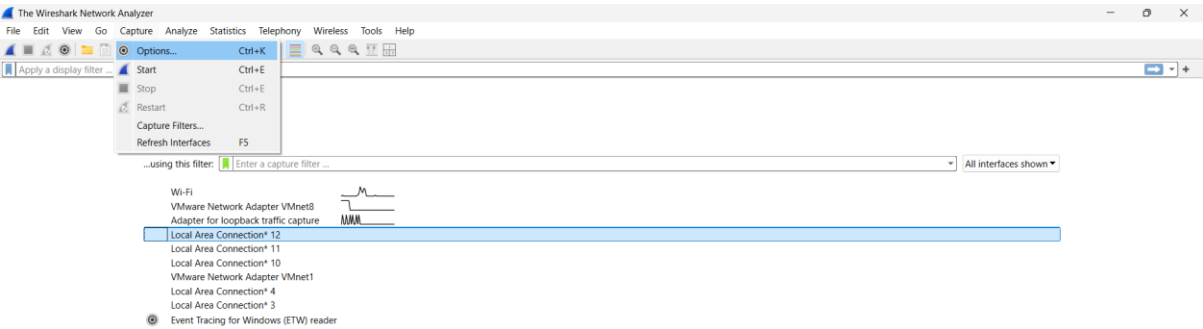 The Wireshark Network Analyzer
File Edit View Go Capture Analyze Statistics Telephony Wireless Tools Help
Options... Ctrl+K
Apply a display filter ...
Start Ctrl+E
Stop Ctrl+E
Restart Ctrl+R
Capture Filters...
Refresh Interfaces F5
...using this filter: Enter a capture filter ... All interfaces shown
Wi-Fi
VMware Network Adapter VMnet8
Adapter for loopback traffic capture
Local Area Connection* 12
Local Area Connection* 11
Local Area Connection* 10
VMware Network Adapter VMnet1
Local Area Connection* 4
Local Area Connection* 3
Event Tracing for Windows (ETW) reader